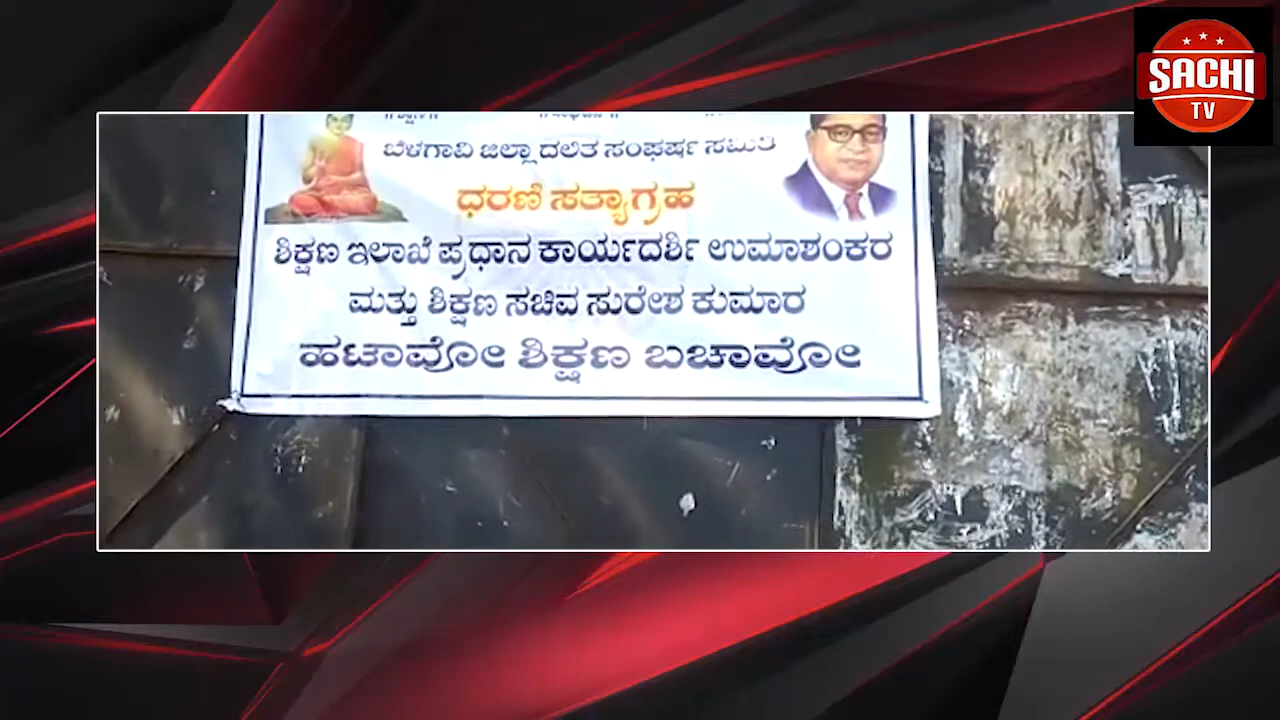 SACHI
TV
ಬೆಳಗಾವಿ ಜಿಲ್ಲಾ ದಲಿತ ಸಂಘರ್ಷ ಸಮಿತಿ
ಧರಣಿ ಸತ್ಯಾಗ್ರಹ
ಶಿಕ್ಷಣ ಇಲಾಖೆ ಪ್ರಧಾನ ಕಾರ್ಯದರ್ಶಿ ಉಮಾಶಂಕರ
ಮತ್ತು ಶಿಕ್ಷಣ ಸಚಿವ ಸುರೇಶ ಕುಮಾರ
ಹಟಾವೋ ಶಿಕ್ಷಣ ಬಚಾವೋ